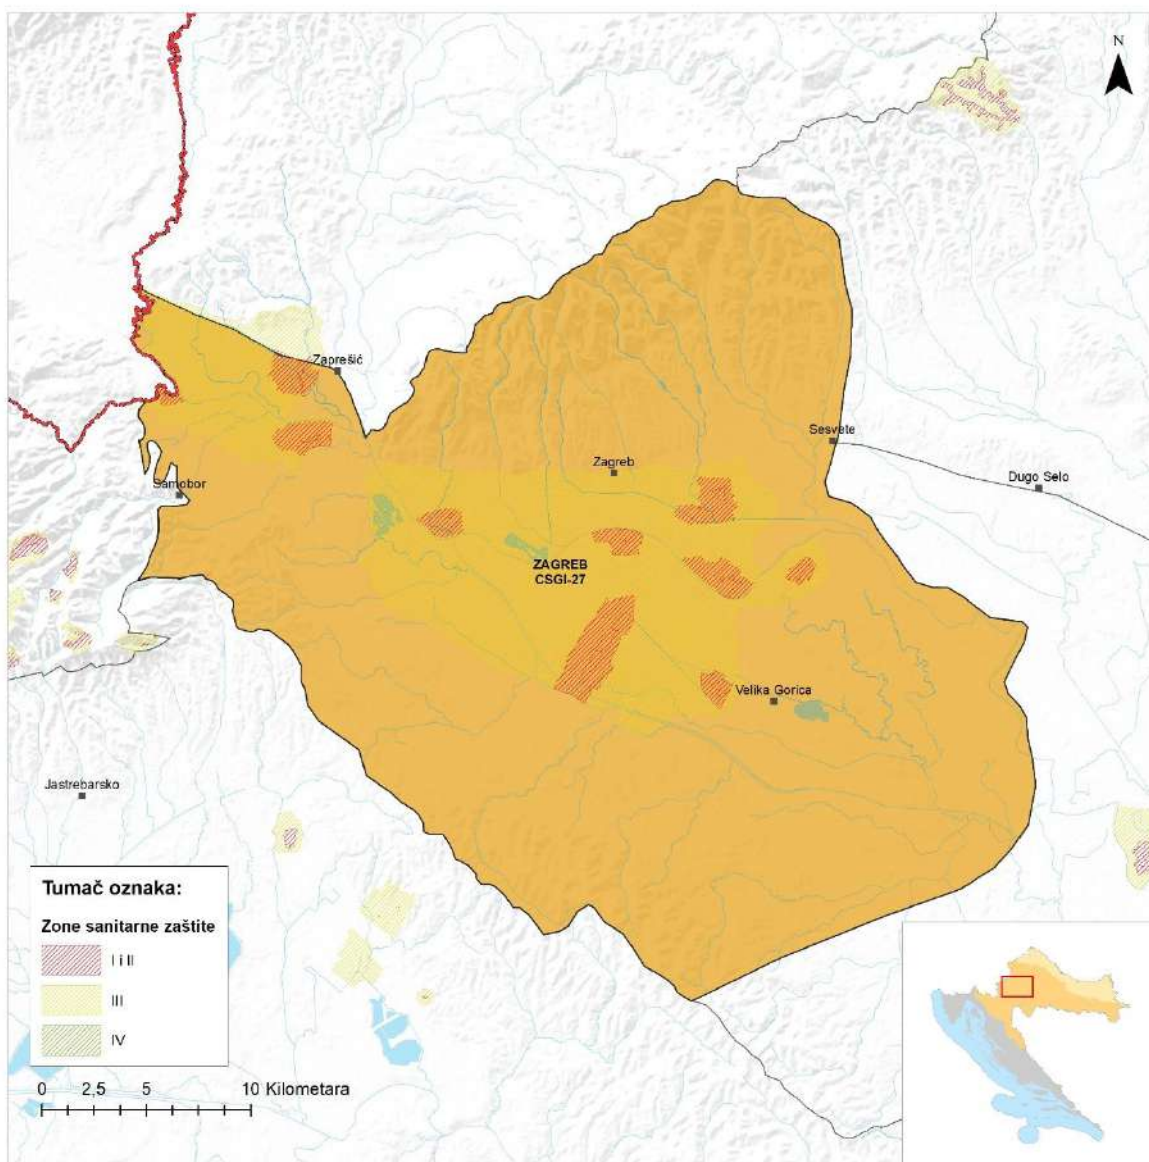 N
Zaprešić
Sesvete
Zagreb
Dugo Selo
Samobor
ZAGREB
CSGI-27
Velika Gorica
Jastrebarsko
Tumač oznaka:
Zone sanitarne zaštite
I i II
III
IV
0 2,5 5 10 Kilometara